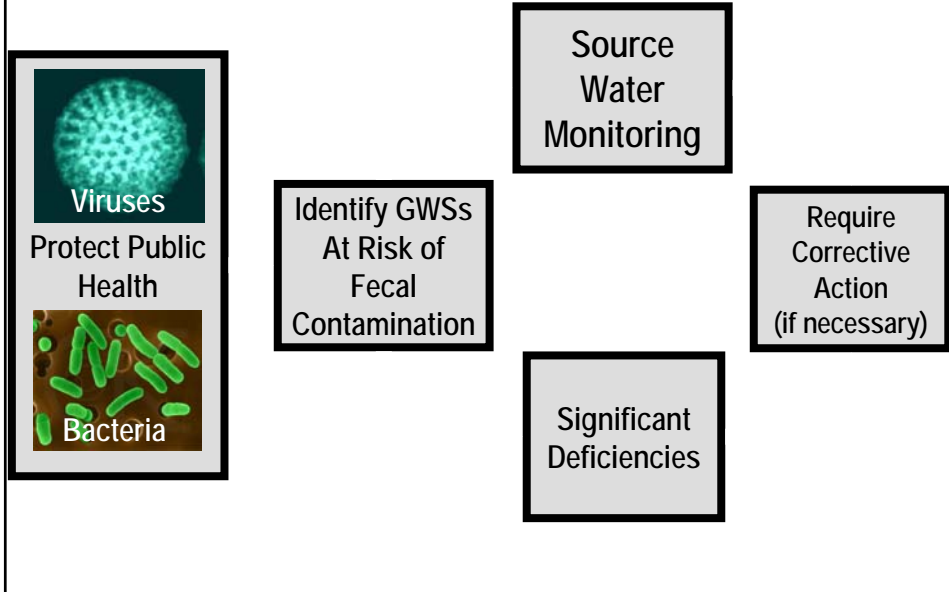 Viruses
Protect Public
Health
Bacteria
Identify GWSs
At Risk of
Fecal
Contamination
Source
Water
Monitoring
Significant
Deficiencies
Require
Corrective
Action
(if necessary)